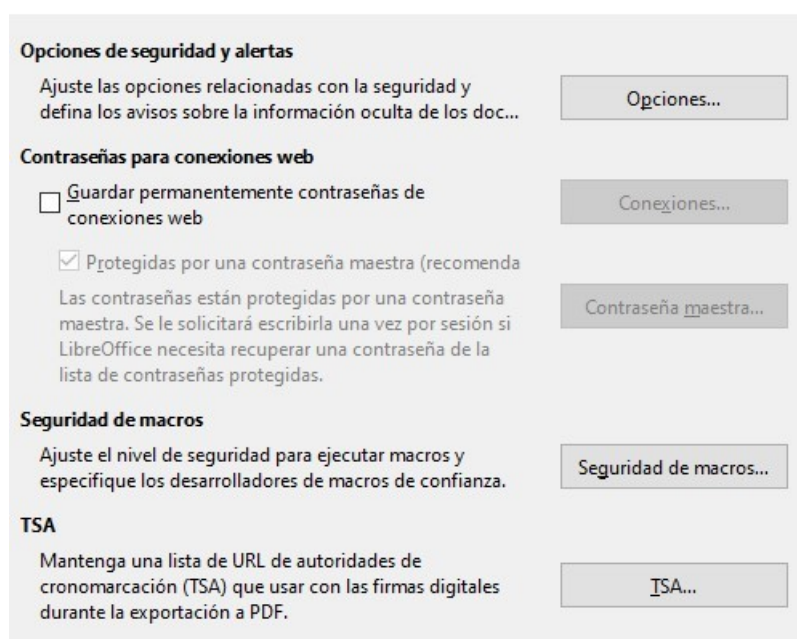 Opciones de seguridad y alertas
Ajuste las opciones relacionadas con la seguridad y
defina los avisos sobre la información oculta de los doc...
Opciones...
Contraseñas para conexiones web
Guardar permanentemente contraseñas de
conexiones web
Conexiones...
Protegidas por una contraseña maestra (recomenda
Las contraseñas están protegidas por una contraseña
maestra. Se le solicitará escribirla una vez por sesión si
LibreOffice necesita recuperar una contraseña de la
lista de contraseñas protegidas.
Contraseña maestra...
Seguridad de macros
Ajuste el nivel de seguridad para ejecutar macros y
especifique los desarrolladores de macros de confianza.
Seguridad de macros...
TSA
Mantenga una lista de URL de autoridades de
cronomarcación (TSA) que usar con las firmas digitales
durante la exportación a PDF.
TSA...